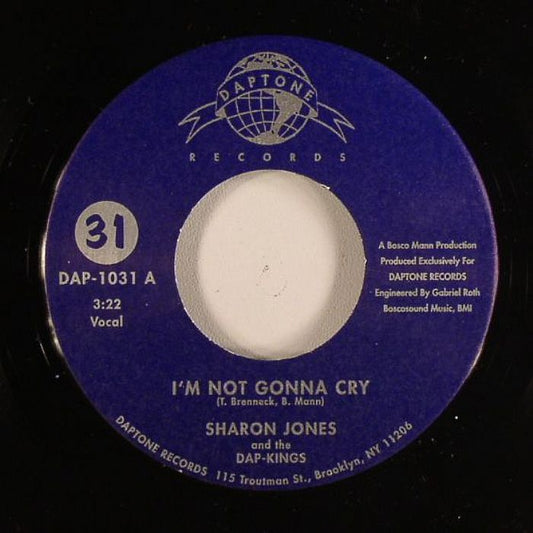 DAPTONE
RECORDS
31
DAP-1031 A
3:22
Vocal
A Bosco Mann Production
Produced Exclusively For
DAPTONE RECORDS
Engineered By Gabriel Roth
Boscosound Music, BMI
I'M NOT GONNA CRY
(T. Brenneck, B. Mann)
SHARON JONES
and the
DAP-KINGS
DAPTONE RECORDS 115 Troutman St., Brooklyn, NY 11206